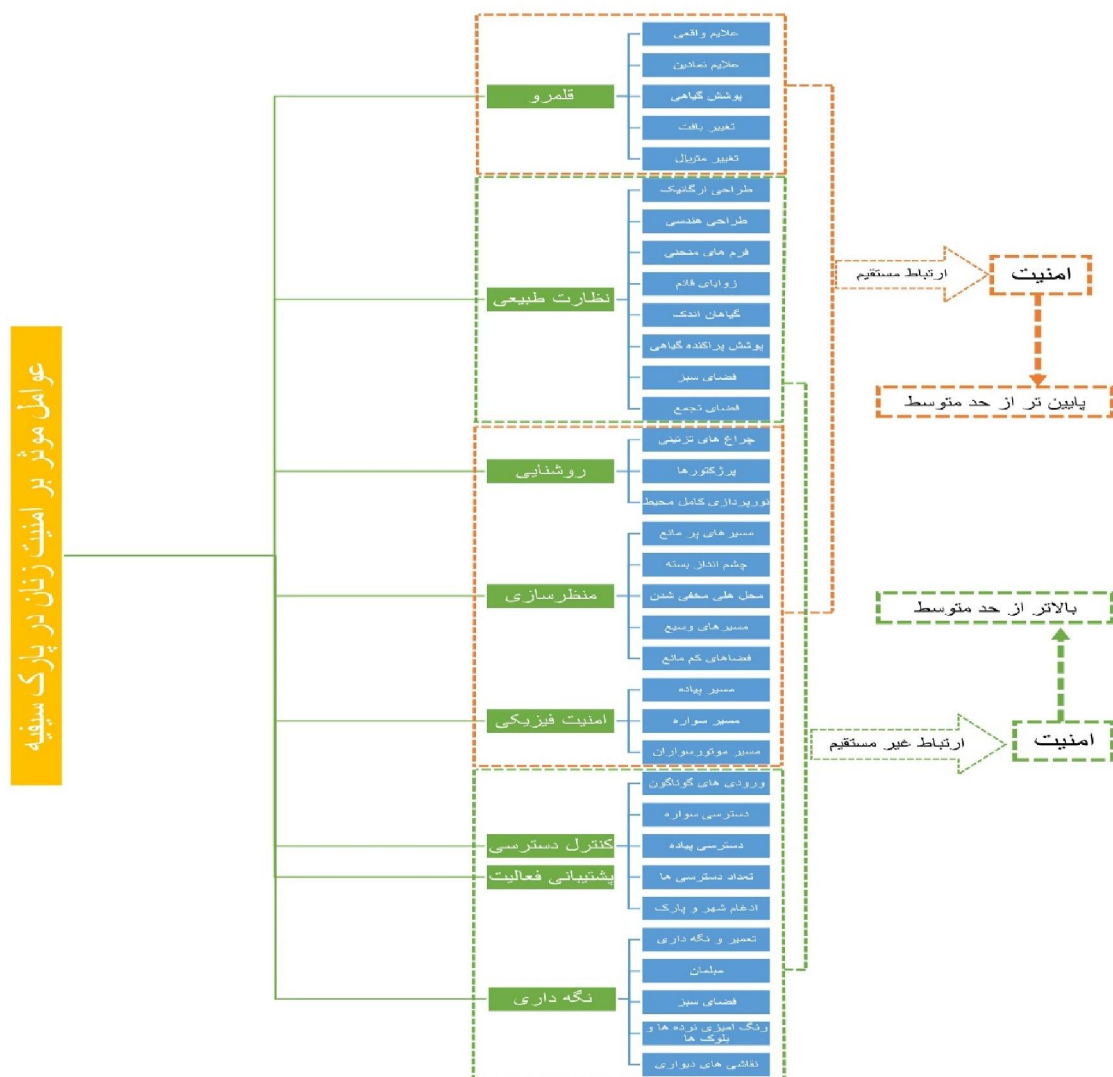 عوامل موثر بر امنیت زنان در پارک سیفیه
قلمرو
علایم واقعی
علایم نمادین
پوشش گیاهی
تغییر بافت
تغییر متریال
نظارت طبیعی
طراحی ارگانیک
طراحی هندسی
فرم های منحنی
زوایای قائم
گیاهان اندک
پوشش پراکنده گیاهی
فضای سبز
فضای تجمع
روشنایی
چراغ های تزئینی
پرژکتورها
نورپردازی کامل محیط
منظرسازی
مسیرهای پر مانع
چشم انداز بسته
محل هلی مخفی شدن
مسیرهای وسیع
فضاهای کم مانع
امنیت فیزیکی
مسیر پیاده
مسیر سواره
مسیر موتورسواران
کنترل دسترسی
ورودی های گوناگون
دسترسی سواره
دسترسی پیاده
تعداد دسترسی ها
ادغام شهر و پارک
پشتیبانی فعالیت
نگه داری
تعمیر و نگه داری
مبلمان
فضای سبز
رنگ امیزی نرده ها و
بلوک ها
نقاشی های دیواری
ارتباط مستقیم
امنیت
پایین تر از حد متوسط
بالاتر از حد متوسط
ارتباط غیر مستقیم
امنیت